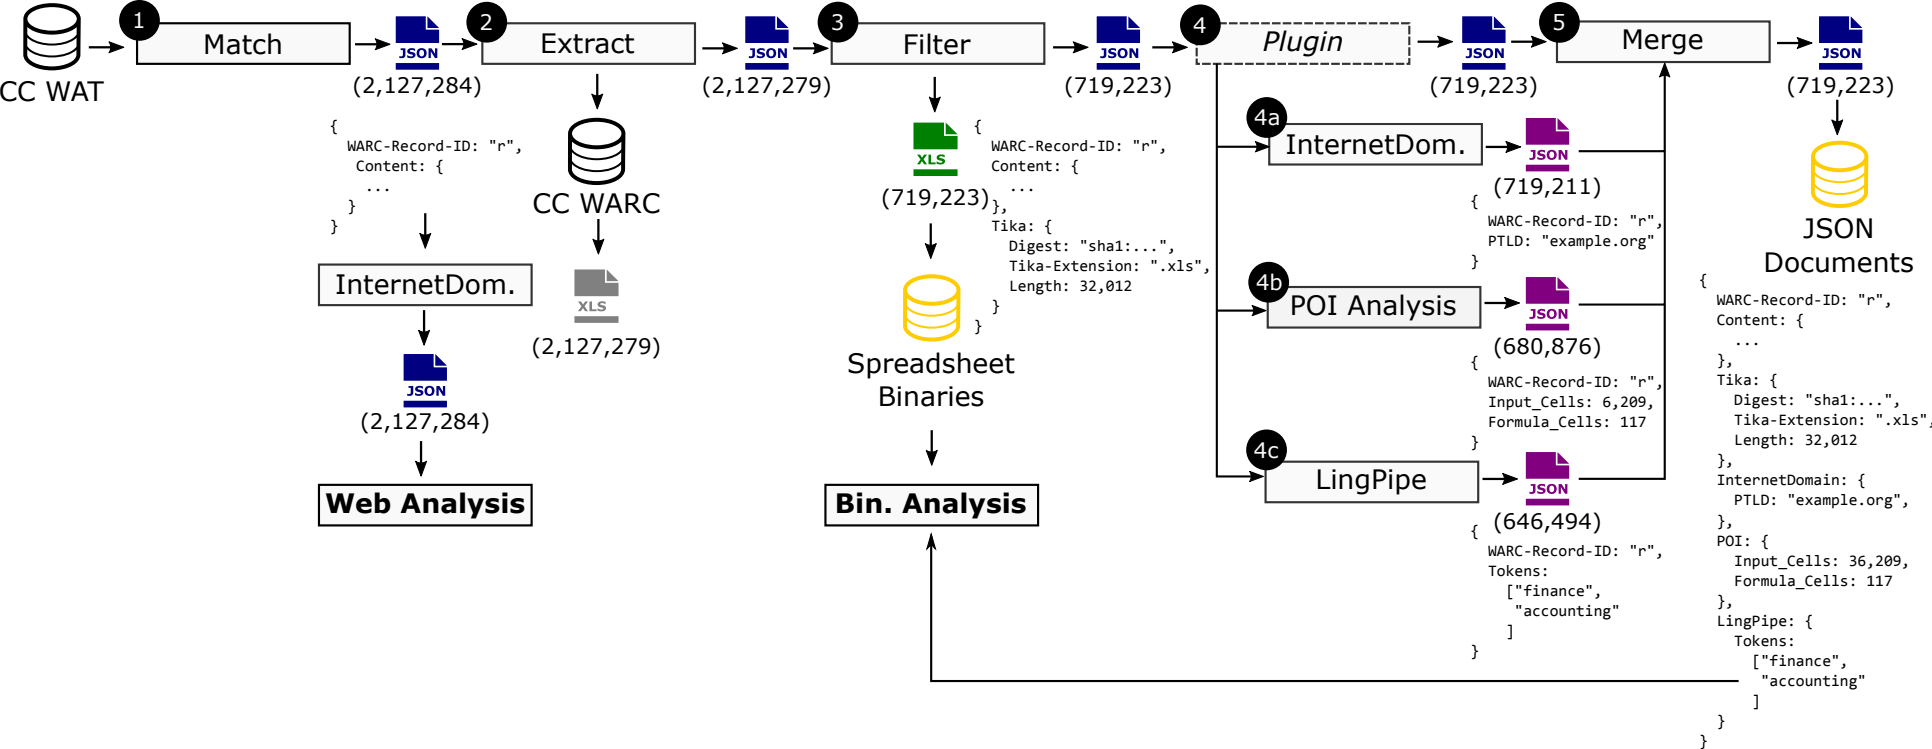 1
Match
JSON
(2,127,284)
2
Extract
JSON
(2,127,279)
3
Filter
JSON
(719,223)
4
Plugin
JSON
(719,223)
5
Merge
JSON
(719,223)
CC WAT
{
WARC-Record-ID: "r",
Content: {
...
}
}
InternetDom.
JSON
(2,127,284)
Web Analysis
CC WARC
XLS
(2,127,279)
XLS
(719,223)
Spreadsheet
Binaries
Bin. Analysis
{
WARC-Record-ID: "r",
Content: {
...
},
Tika: {
Digest: "sha1:...",
Tika-Extension: ".xls",
Length: 32,012
}
}
4a
InternetDom.
JSON
(719,211)
{
WARC-Record-ID: "r",
PTLD: "example.org"
}
4b
POI Analysis
JSON
(680,876)
{
WARC-Record-ID: "r",
Input_Cells: 6,209,
Formula_Cells: 117
}
4c
LingPipe
JSON
(646,494)
{
WARC-Record-ID: "r",
Tokens:
["finance",
"accounting"
]
}
JSON
Documents
{
WARC-Record-ID: "r",
Content: {
...
},
Tika: {
Digest: "sha1:...",
Tika-Extension: ".xls",
Length: 32,012
},
InternetDomain: {
PTLD: "example.org",
},
POI: {
Input_Cells: 36,209,
Formula_Cells: 117
},
LingPipe: {
Tokens:
["finance",
"accounting"
]
}
}